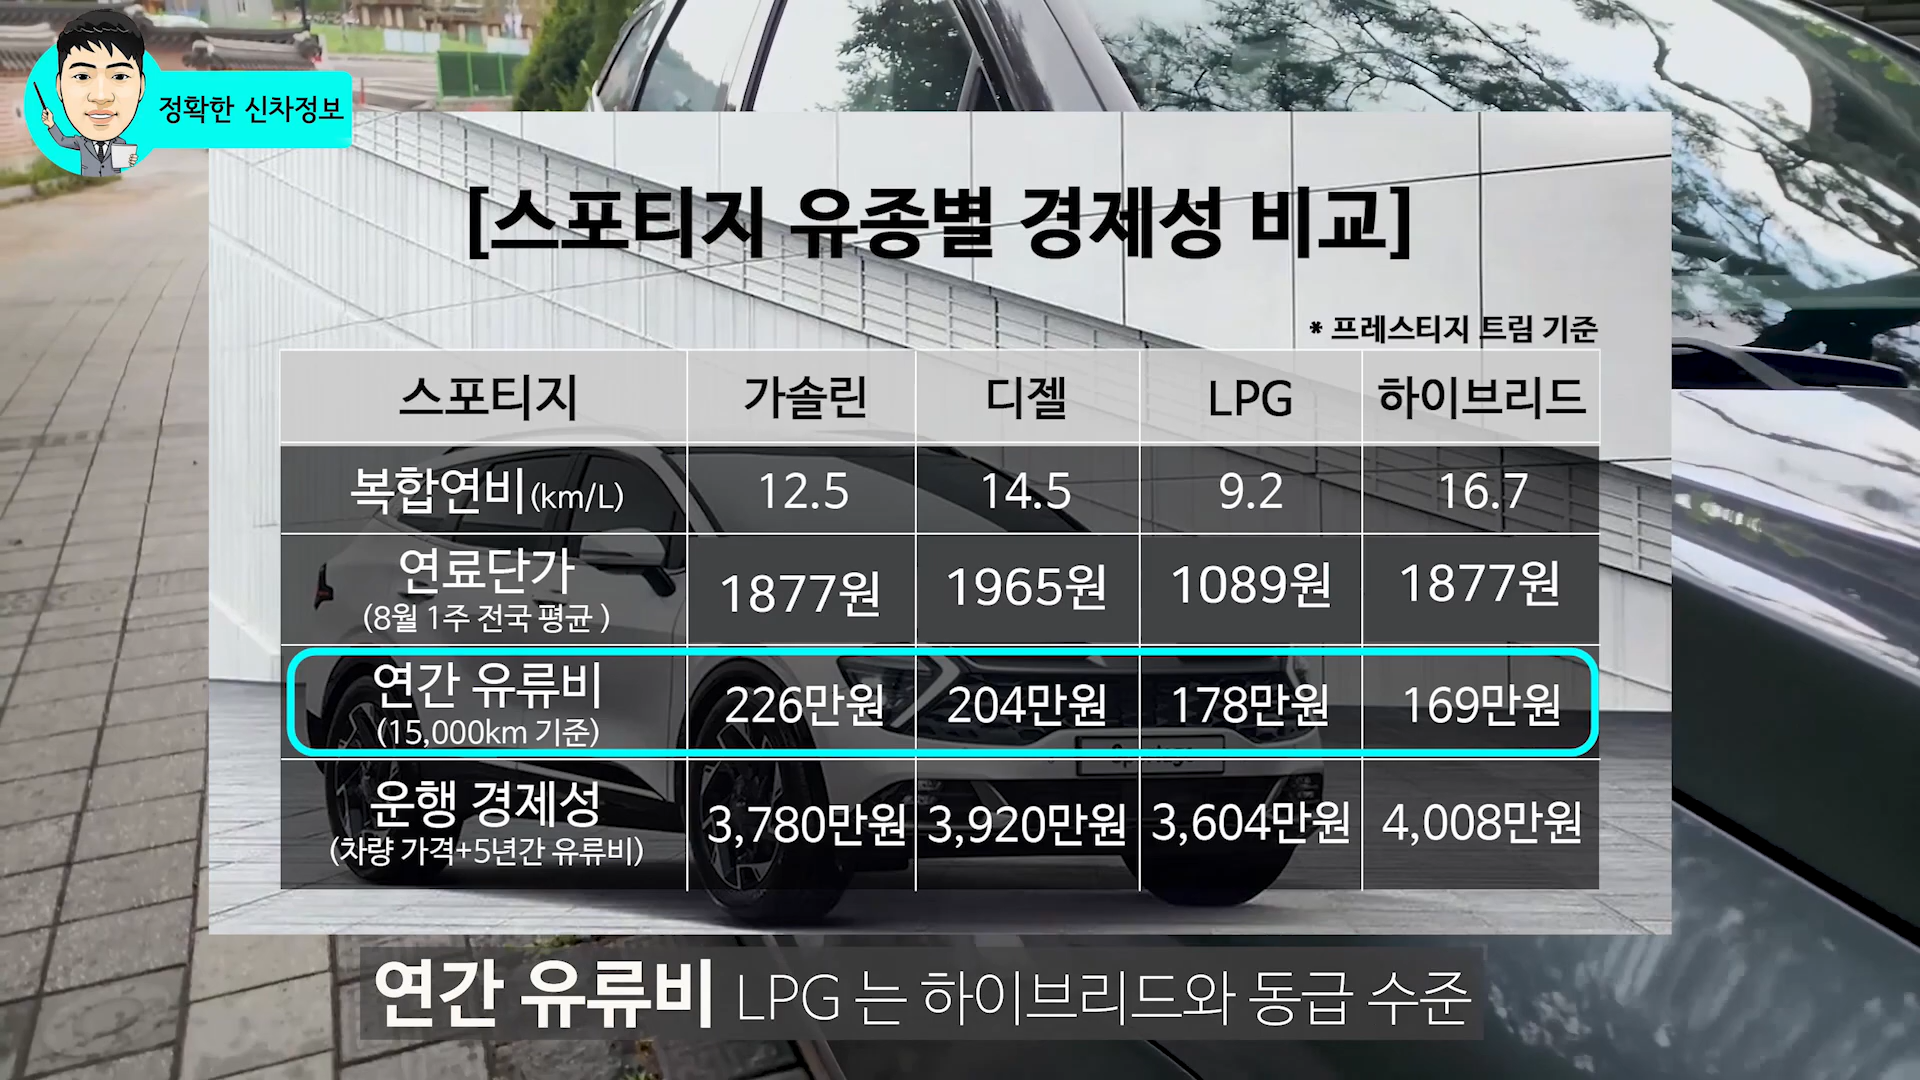 정확한 신차정보
[스포티지 유종별 경제성 비교]
* 프레스티지 트림 기준
스포티지 가솔린 디젤 LPG 하이브리드
복합연비(km/L) 12.5 14.5 9.2 16.7
연료단가 1877원 1965원 1089원 1877원
(8월 1주 전국 평균 )
연간 유류비 226만원 204만원 178만원 169만원
(15,000km 기준)
운행 경제성 3,780만원 3,920만원 3,604만원 4,008만원
(차량 가격+5년간 유류비)
연간 유류비 LPG 는 하이브리드와 동급 수준